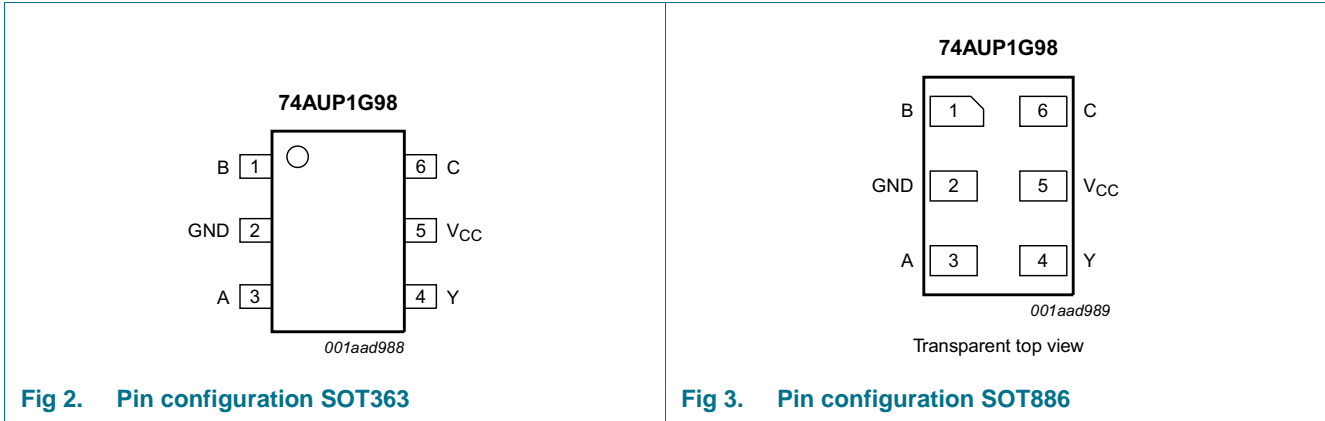 74AUP1G98
B 1 6 C
GND 2 5 VCC
A 3 4 Y
001aad988
Fig 2. Pin configuration SOT363
74AUP1G98
B 1 6 C
GND 2 5 VCC
A 3 4 Y
001aad989
Transparent top view
Fig 3. Pin configuration SOT886